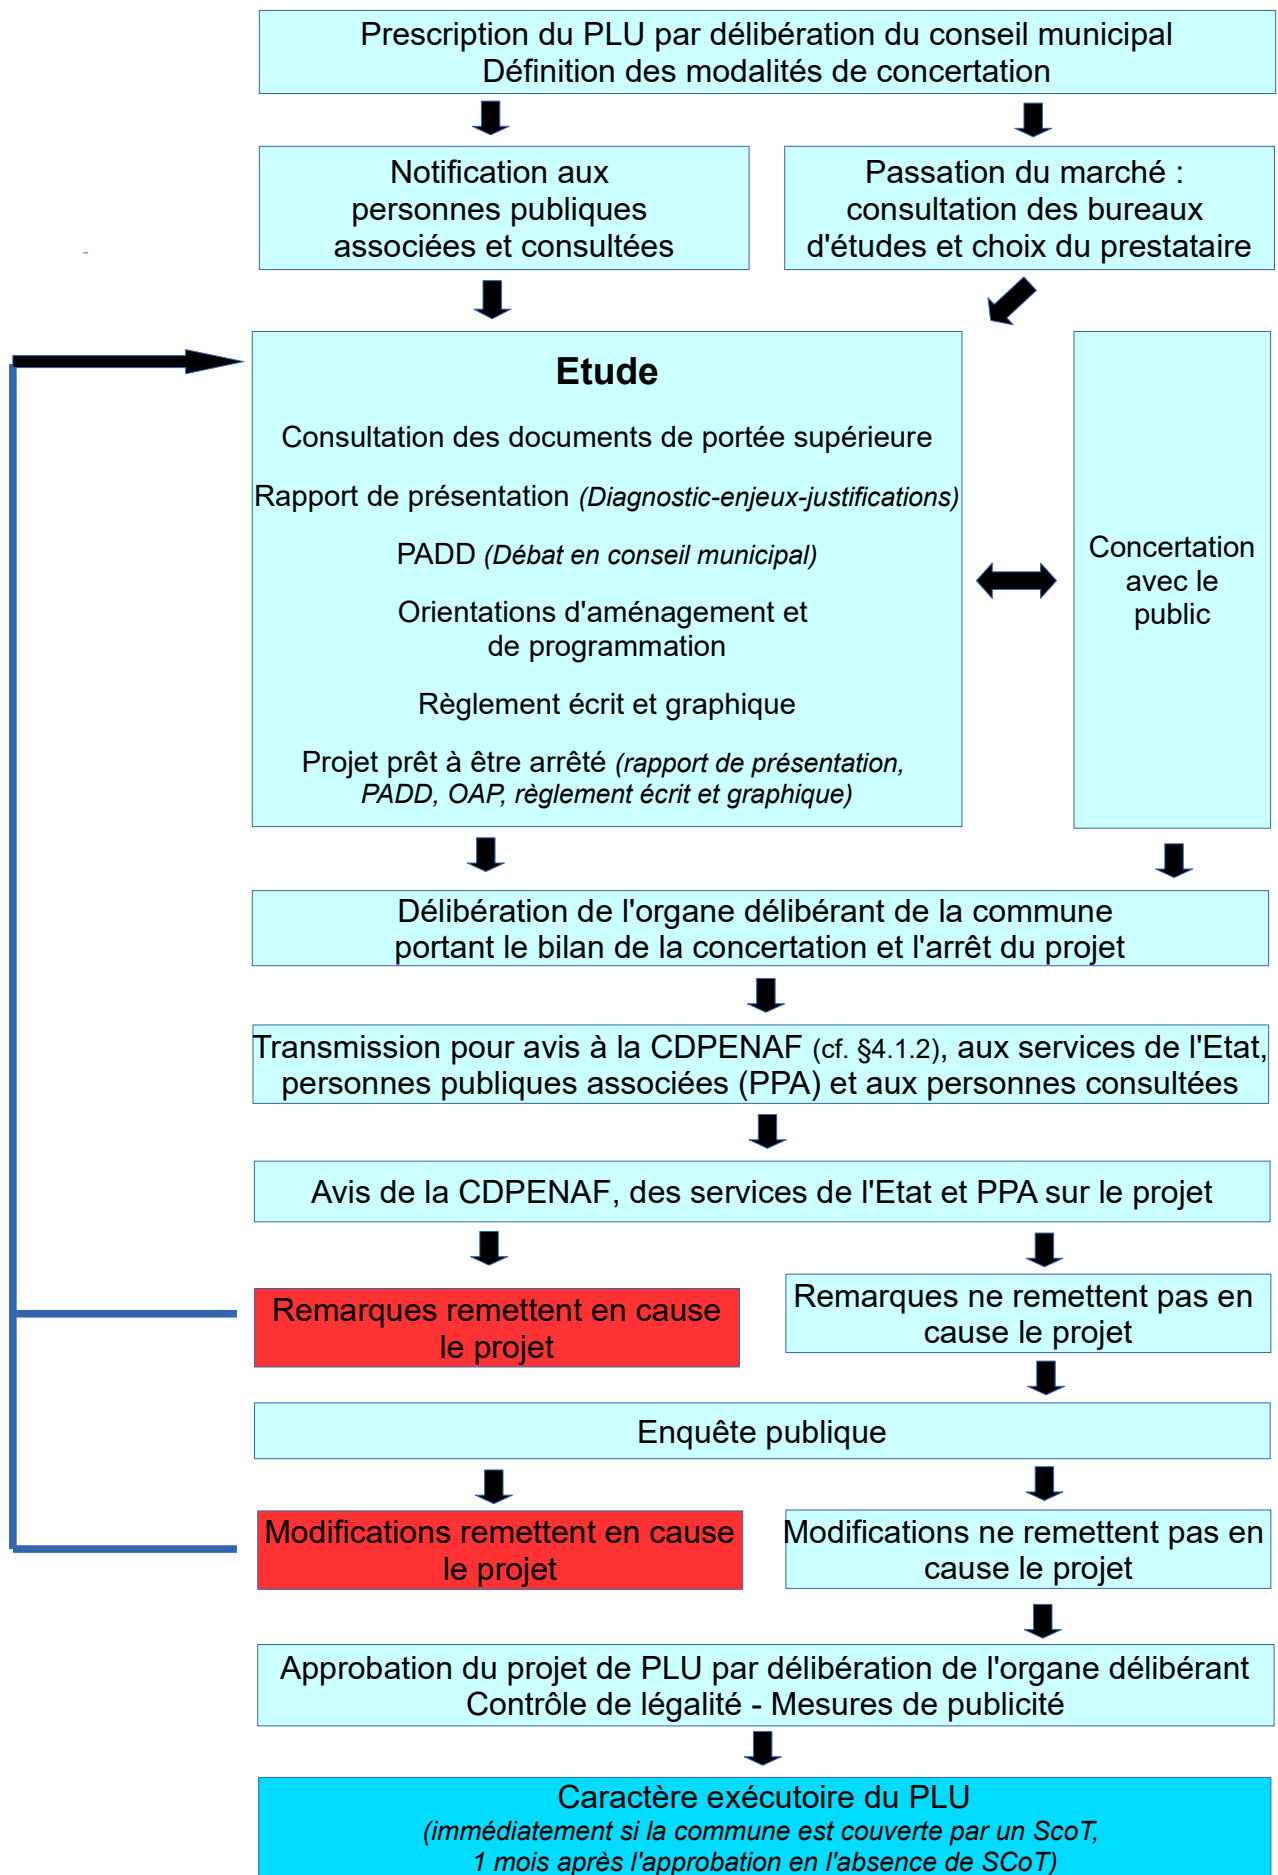 Prescription du PLU par délibération du conseil municipal
Définition des modalités de concertation
Notification aux
personnes publiques
associées et consultées
Passation du marché :
consultation des bureaux
d'études et choix du prestataire
Etude
Consultation des documents de portée supérieure
Rapport de présentation (Diagnostic-enjeux-justifications)
PADD (Débat en conseil municipal)
Orientations d'aménagement et
de programmation
Règlement écrit et graphique
Projet prêt à être arrêté (rapport de présentation,
PADD, OAP, règlement écrit et graphique)
Concertation
avec le
public
Délibération de l'organe délibérant de la commune
portant le bilan de la concertation et l'arrêt du projet
Transmission pour avis à la CDPENAF (cf. §4.1.2), aux services de l'Etat,
personnes publiques associées (PPA) et aux personnes consultées
Avis de la CDPENAF, des services de l'Etat et PPA sur le projet
Remarques remettent en cause
le projet
Remarques ne remettent pas en
cause le projet
Enquête publique
Modifications remettent en cause
le projet
Modifications ne remettent pas en
cause le projet
Approbation du projet de PLU par délibération de l'organe délibérant
Contrôle de légalité - Mesures de publicité
Caractère exécutoire du PLU
(immédiatement si la commune est couverte par un ScoT,
1 mois après l'approbation en l'absence de SCoT)